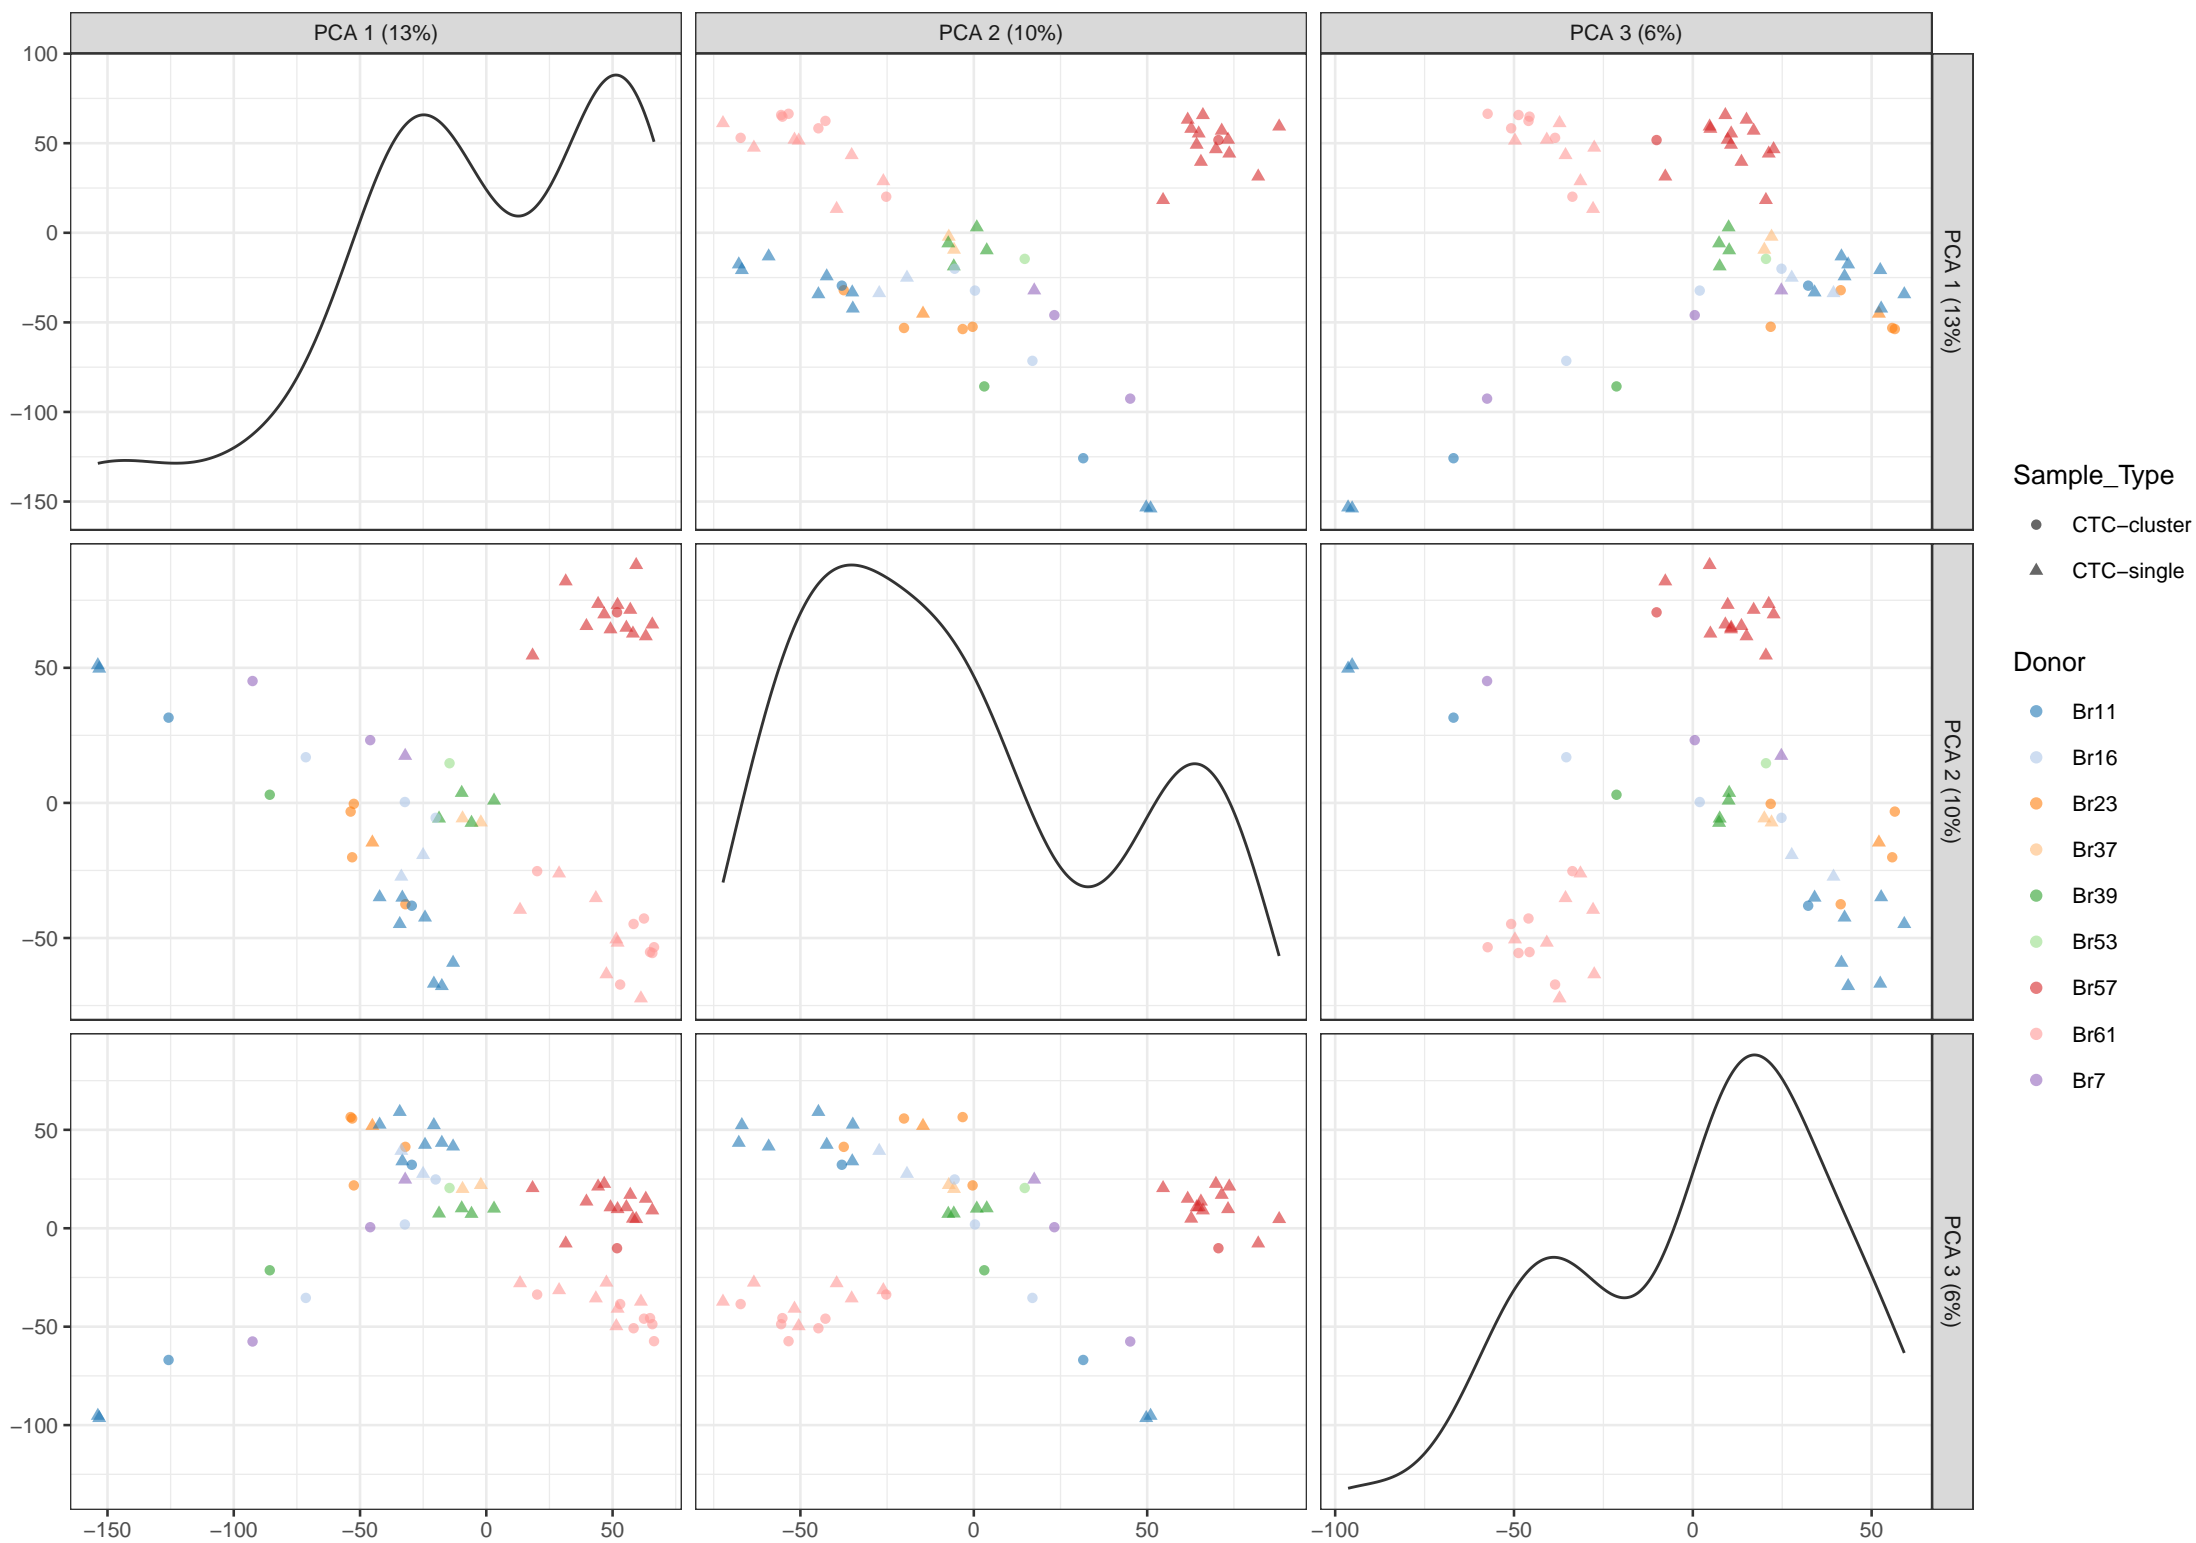 PCA 1 (13%)
PCA 2 (10%)
PCA 3 (6%)
100
50
0
−50
−100
−150
PCA 1 (13%)
50
0
−50
PCA 2 (10%)
50
0
−50
−100
PCA 3 (6%)
−150
−100
−50
0
50
−50
0
50
−100
−50
0
50
Sample_Type
CTC−cluster
CTC−single
Donor
Br11
Br16
Br23
Br37
Br39
Br53
Br57
Br61
Br7